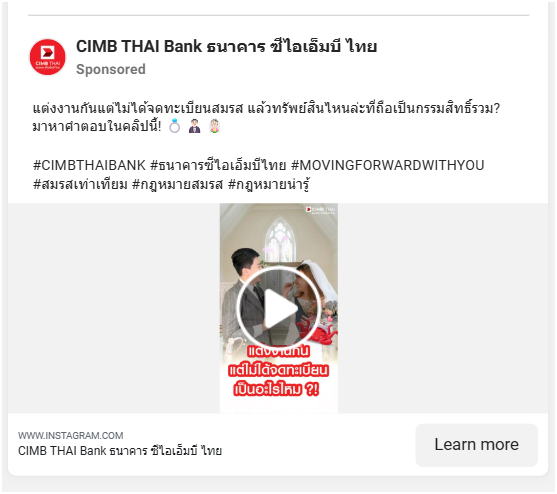 CIMB THAI Bank ธนาคาร ซีไอเอ็มบี ไทย
CIMB THAI
Sponsored
แต่งงานกันแต่ไม่ได้จดทะเบียนสมรส แล้วทรัพย์สินไหนล่ะที่ถือเป็นกรรมสิทธิ์รวม?
มาหาคำตอบในคลิปนี้! 💍 🤵🏻 👰🏼
#CIMBTHAIBANK #ธนาคารซีไอเอ็มบีไทย #MOVINGFORWARDWITHYOU
#สมรสเท่าเทียม #กฎหมายสมรส #กฎหมายน่ารู้
CIMB THAI
แต่งงานกัน
แต่ไม่ได้จดทะเบียน
เป็นอะไรไหม ?!
WWW.INSTAGRAM.COM
CIMB THAI Bank ธนาคาร ซีไอเอ็มบี ไทย
Learn more